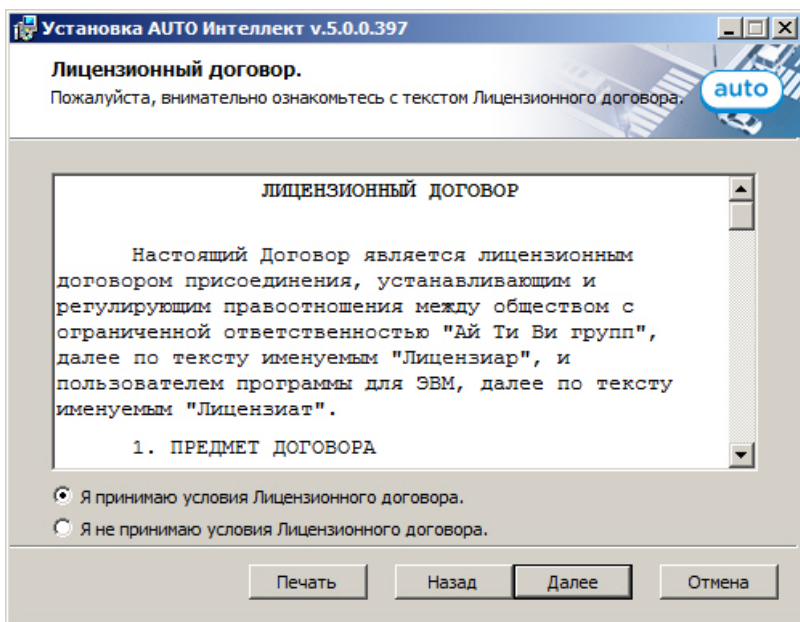 Установка AUTO Интеллект v.5.0.0.397
Лицензионный договор.
Пожалуйста, внимательно ознакомьтесь с текстом Лицензионного договора.
auto
ЛИЦЕНЗИОННЫЙ ДОГОВОР
Настоящий Договор является лицензионным
договором присоединения, устанавливающим и
регулирующим правоотношения между обществом с
ограниченной ответственностью "Ай Ти Ви групп",
далее по тексту именуемым "Лицензиар", и
пользователем программы для ЭВМ, далее по тексту
именуемым "Лицензиат".
1. ПРЕДМЕТ ДОГОВОРА
Я принимаю условия Лицензионного договора.
Я не принимаю условия Лицензионного договора.
Печать Назад Далее Отмена